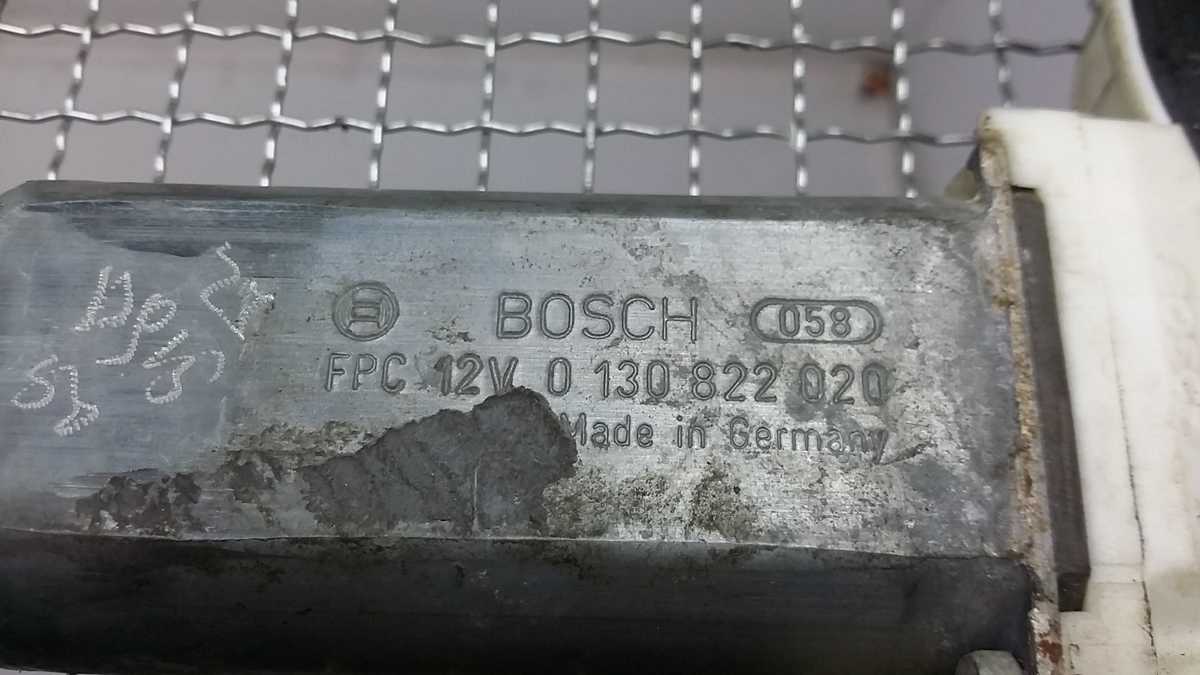 BOSCH 058
FPC 12V 0 130 822 020
Made in Germany